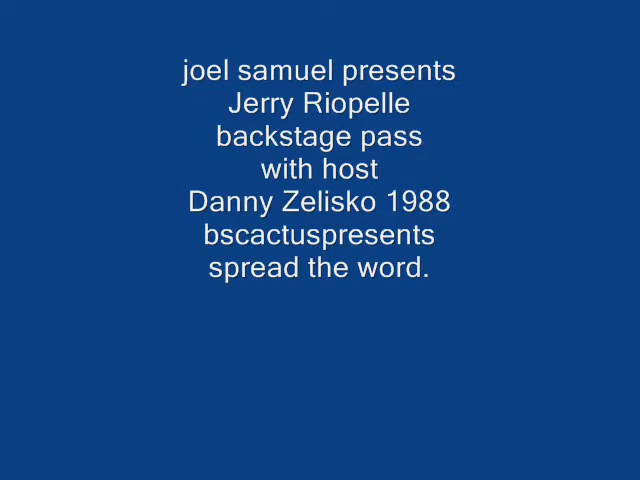 joel samuel presents
Jerry Riopelle
backstage pass
with host
Danny Zelisko 1988
bscactuspresents
spread the word.